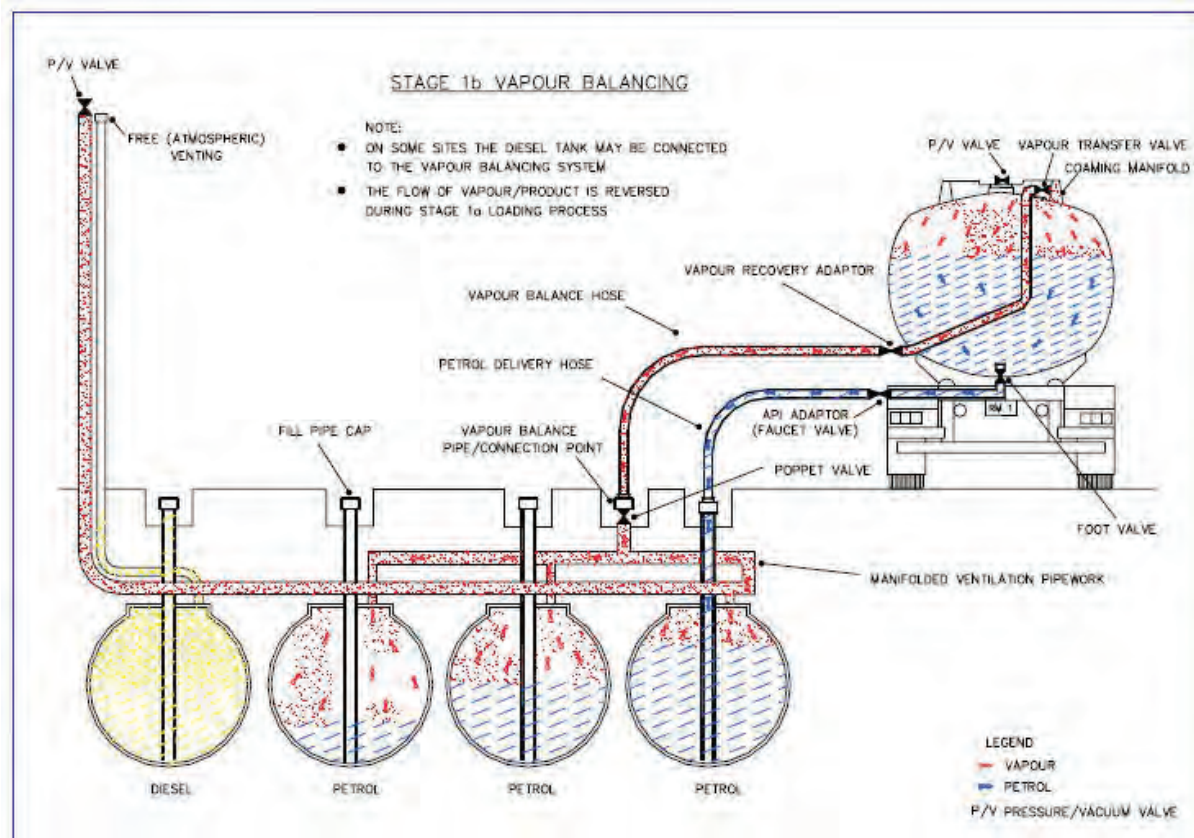 P/V VALVE
STAGE 1b VAPOUR BALANCING
FREE (ATMOSPHERIC)
VENTING
NOTE:
ON SOME SITES THE DIESEL TANK MAY BE CONNECTED
TO THE VAPOUR BALANCING SYSTEM
THE FLOW OF VAPOUR/PRODUCT IS REVERSED
DURING STAGE 1a LOADING PROCESS
P/V VALVE
VAPOUR TRANSFER VALVE
COAMING MANIFOLD
VAPOUR RECOVERY ADAPTOR
VAPOUR BALANCE HOSE
PETROL DELIVERY HOSE
API ADAPTOR
(FAUCET VALVE)
FILL PIPE CAP
VAPOUR BALANCE
PIPE/CONNECTION POINT
POPPET VALVE
FOOT VALVE
MANIFOLDED VENTILATION PIPEWORK
DIESEL
PETROL
PETROL
PETROL
LEGEND
VAPOUR
PETROL
P/V PRESSURE/VACUUM VALVE